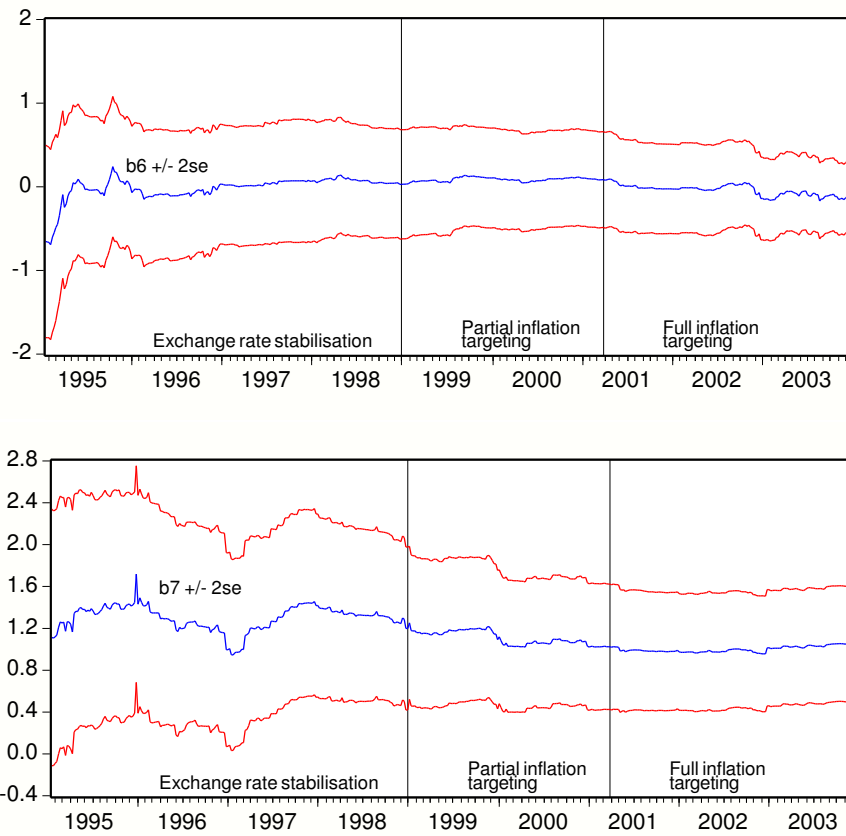 2
1
b6 +/- 2se
0
-1
Exchange rate stabilisation
Partial inflation
targeting
Full inflation
targeting
-2
1995 1996 1997 1998 1999 2000 2001 2002 2003
2.8
2.4
2.0
1.6
b7 +/- 2se
1.2
0.8
0.4
0.0
Exchange rate stabilisation
Partial inflation
targeting
Full inflation
targeting
-0.4
1995 1996 1997 1998 1999 2000 2001 2002 2003